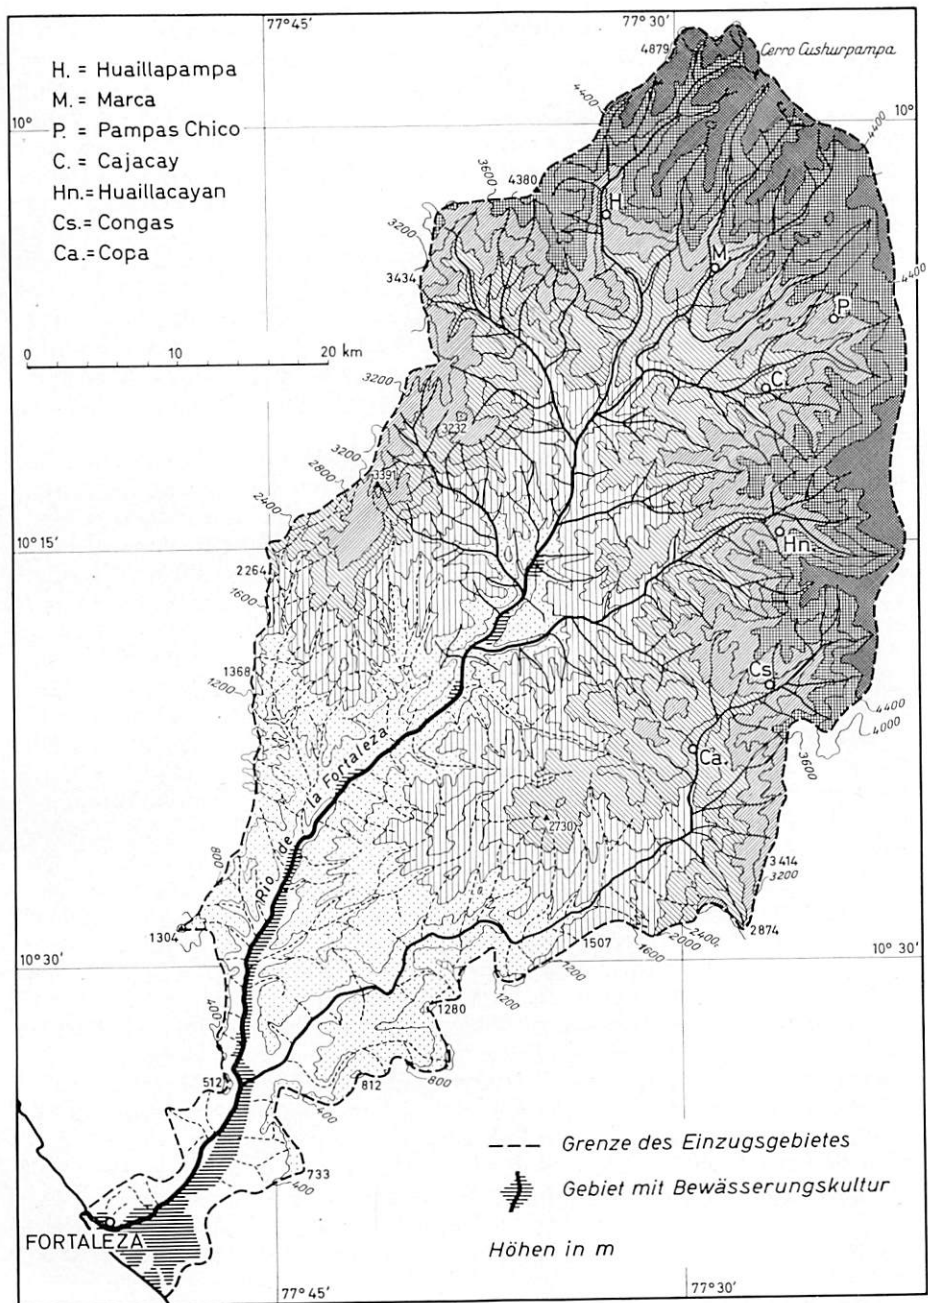 77°45'
77°30'
4879
Cerro Cushurpampa
H. = Huaillapampa
M. = Marca
P. = Pampas Chico
C. = Cajacay
Hn.= Huaillacayan
Cs.= Congas
Ca.= Copa
10°
10°
4400
4400
3600
4380
H.
3200
3434
M.
4400
P.
0 10 20 km
3200
C.
3232
3200
2800
3391
2400
10°15'
10°15'
Hn.
2264
1600
1368
1200
Cs.
4400
4000
3600
Rio de la Fortaleza
Ca.
2730
800
3414
3200
1304
2874
1507
2400
2000
1600
1200
1200
10°30'
10°30'
400
1280
512
812
800
400
733
400
--- Grenze des Einzugsgebietes
Gebiet mit Bewässerungskultur
Höhen in m
FORTALEZA
77°45'
77°30'